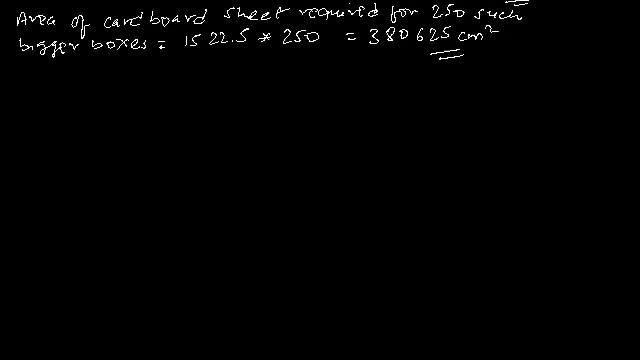 Area of cardboard sheet required for 250 such
bigger boxes = 1522.5 * 250 = 380625 cm²